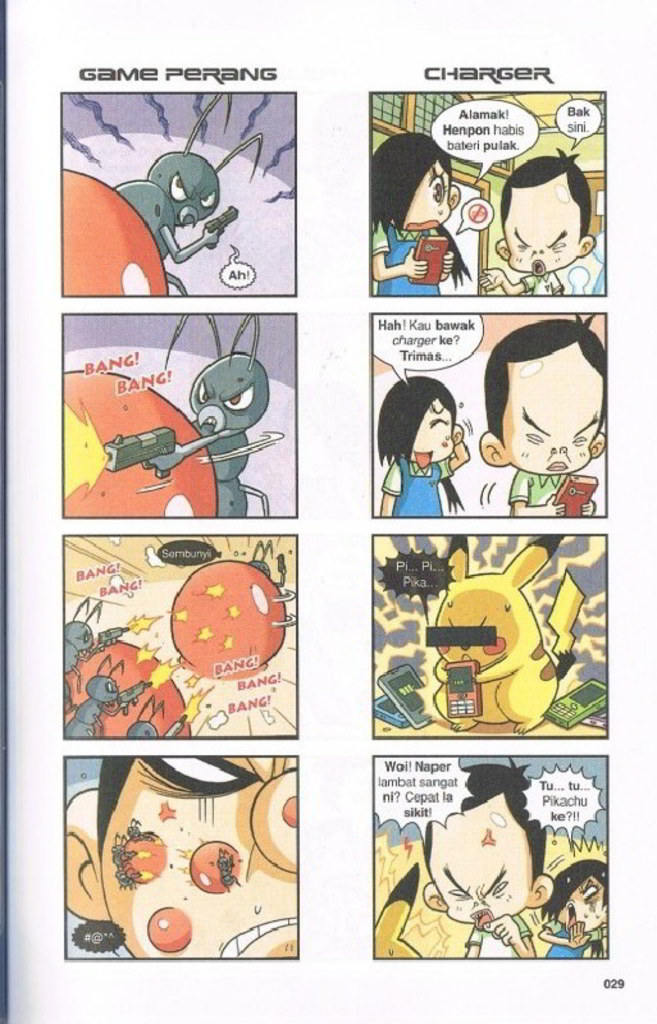 GAME PERANG
Ah!
BANG!
BANG!
Sembunyi!
BANG!
BANG!
BANG!
BANG!
BANG!
#@**
CHARGER
Alamak!
Henpon habis
bateri pulak.
Bak
sini.
Hah! Kau bawak
charger ke?
Trimas...
Pi... Pi...
Pika...
Woi! Naper
lambat sangat
ni? Cepat la
sikit!
Tu... tu...
Pikachu
ke?!!
029